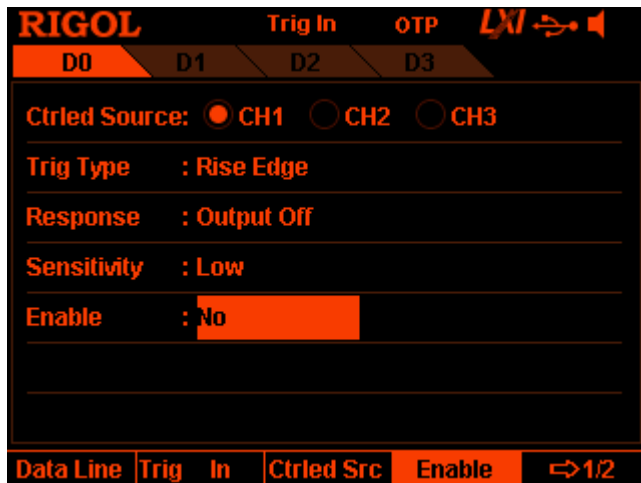 RIGOL Trig In OTP LXI
D0 D1 D2 D3
Ctrled Source: CH1 CH2 CH3
Trig Type : Rise Edge
Response : Output Off
Sensitivity : Low
Enable : No
Data Line Trig In Ctrled Src Enable 1/2